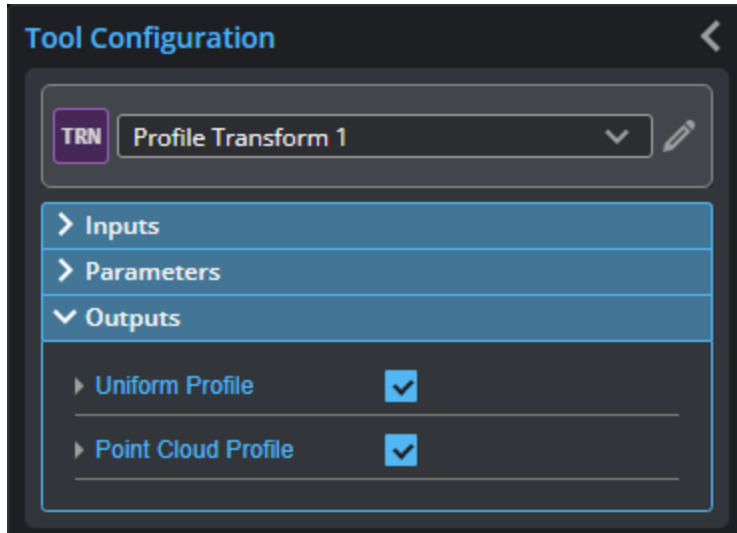 Tool Configuration
TRN Profile Transform 1
Inputs
Parameters
Outputs
Uniform Profile
Point Cloud Profile